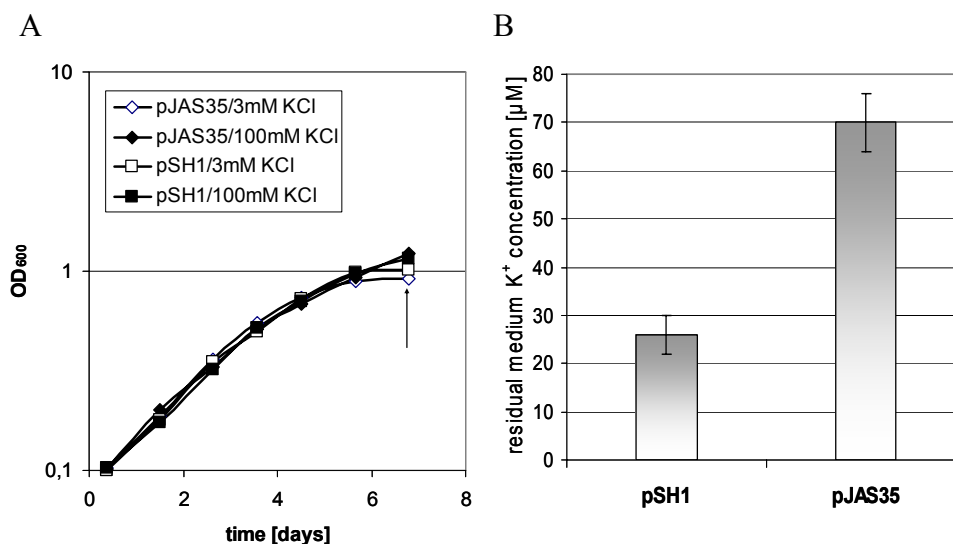 A
10
1
0,1
OD₆₀₀
pJAS35/3mM KCl
pJAS35/100mM KCl
pSH1/3mM KCl
pSH1/100mM KCl
0
2
4
6
8
time [days]
B
80
70
60
50
40
30
20
10
0
residual medium K⁺ concentration [µM]
pSH1
pJAS35